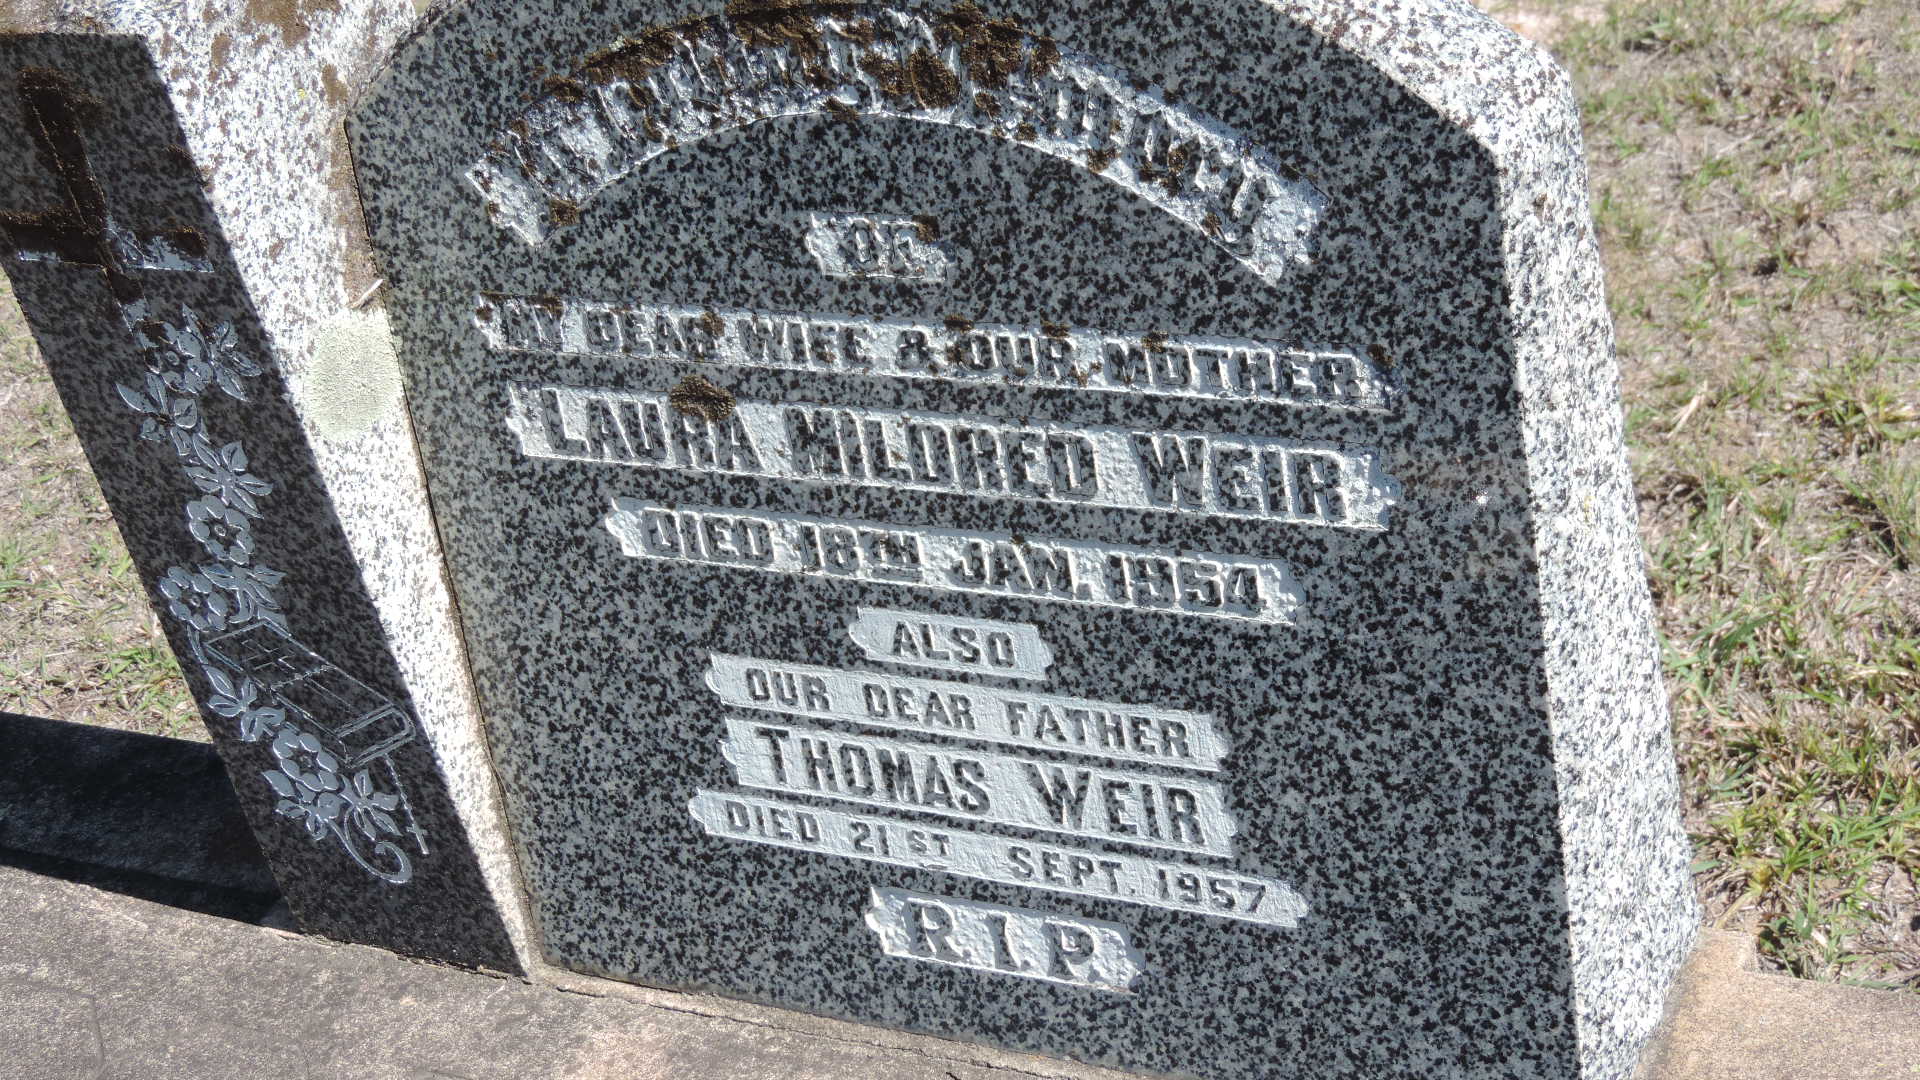 OF
MY DEAR WIFE & OUR MOTHER
LAURA MILDRED WEIR
DIED 18TH JAN. 1954
ALSO
OUR DEAR FATHER
THOMAS WEIR
DIED 21ST SEPT. 1957
R.I.P